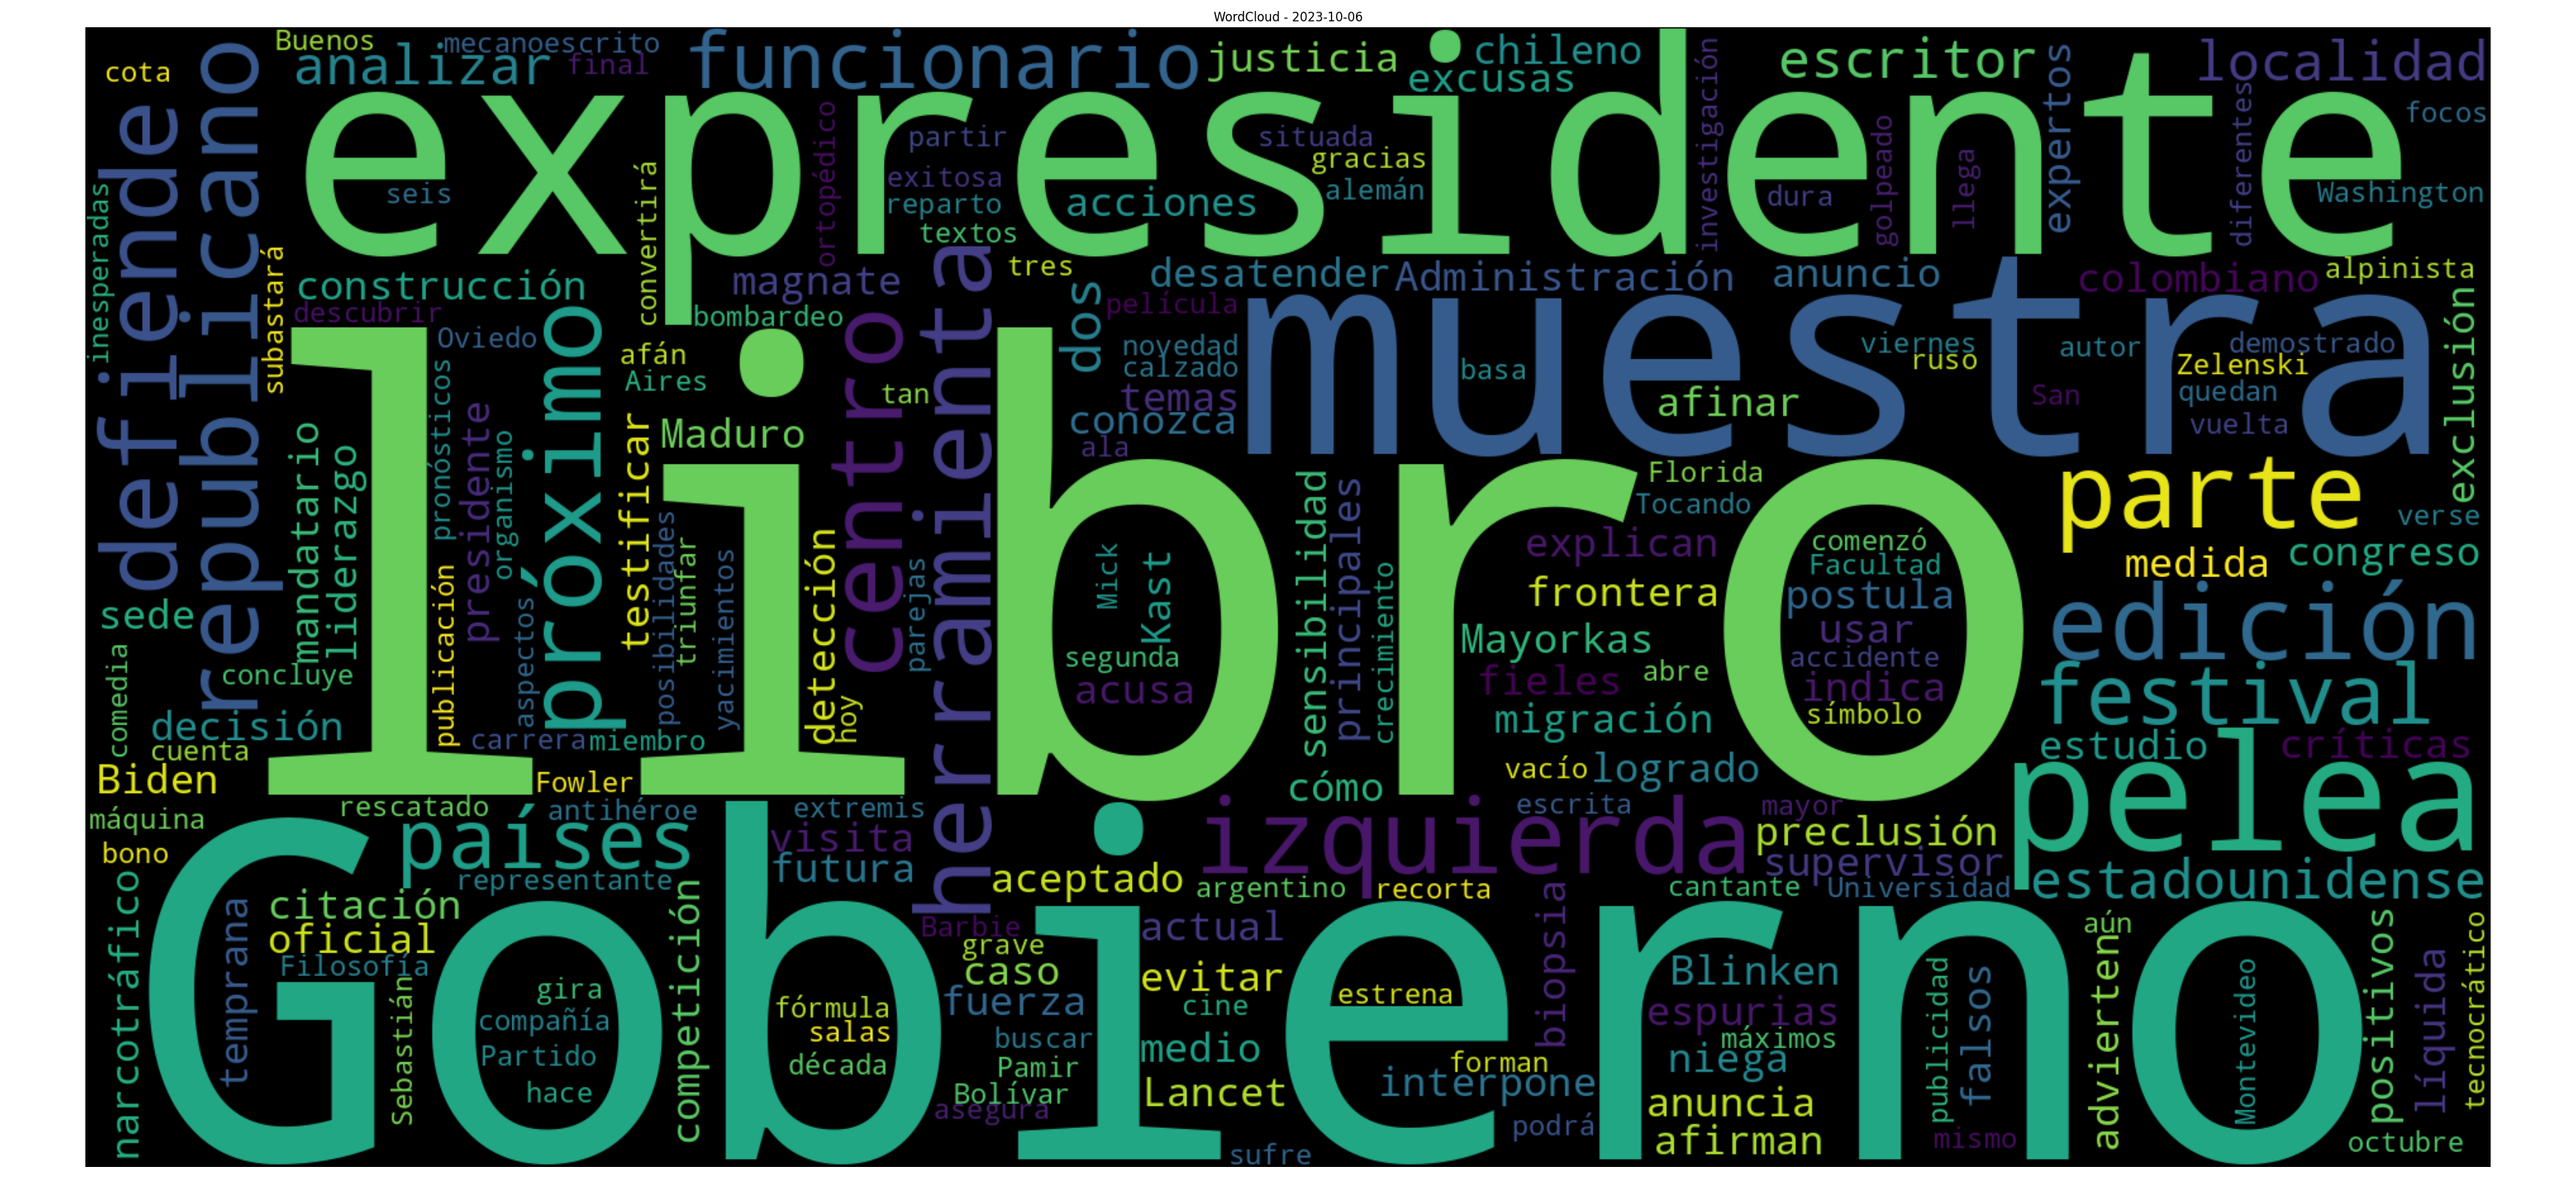 WordCloud - 2023-10-06
cota
Buenos
mecanoescrito
analizar
final
funcionario
justicia
chileno
excusas
escritor
expertos
localidad
investigación
focos
defiende
republicano
expresidente
seis
convertirá
ortopédico
partir
exitosa
reparto
textos
acciones
situada
gracias
alemán
dura
golpeado
llega
diferentes
Washington
inesperadas
subastará
construcción
descubrir
magnate
bombardeo
tres
desatender
Administración
anuncio
colombiano
alpinista
Oviedo
próximo
afán
Aires
centro
herramienta
tan
dos
película
novedad
calzado
temas
conozca
ala
muestra
basa
afinar
viernes
ruso
autor
demostrado
Zelenski
San
quedan
vuelta
exclusión
mandatario
liderazgo
pronósticos
presidente
organismo
testificar
Maduro
libro
Florida
Tocando
parte
verse
medida
congreso
sede
publicación
aspectos
posibilidades
triunfar
yacimientos
detección
parejas
Mick
Kast
segunda
acusa
sensibilidad
principales
crecimiento
explican
frontera
Mayorkas
fieles
abre
migración
comenzó
Facultad
postula
usar
accidente
indica
símbolo
edición
festival
comedia
concluye
decisión
cuenta
Biden
carrera
miembro
hoy
Fowler
cómo
vacío
logrado
estudio
críticas
pelea
máquina
bono
rescatado
antihéroe
extremis
países
visita
futura
representante
izquierda
escrita
mayor
preclusión
supervisor
aceptado
argentino
recorta
cantante
Universidad
estadounidense
narcotráfico
temprana
citación
oficial
Filosofía
Sebastián
Gobierno
gira
compañía
Partido
hace
competición
fórmula
salas
década
Barbie
grave
caso
fuerza
buscar
Pamir
Bolívar
asegura
actual
evitar
cine
medio
Lancet
sufre
estrena
forman
interpone
podrá
biopsia
Blinken
espurias
máximos
niega
anuncia
afirman
publicidad
falsos
mismo
aún
advierten
Montevideo
positivos
líquida
tecnocrático
octubre